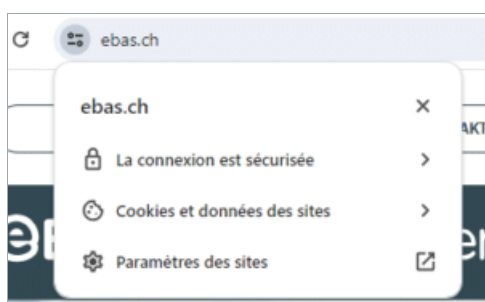 ebas.ch
ebas.ch
La connexion est sécurisée
Cookies et données des sites
Paramètres des sites